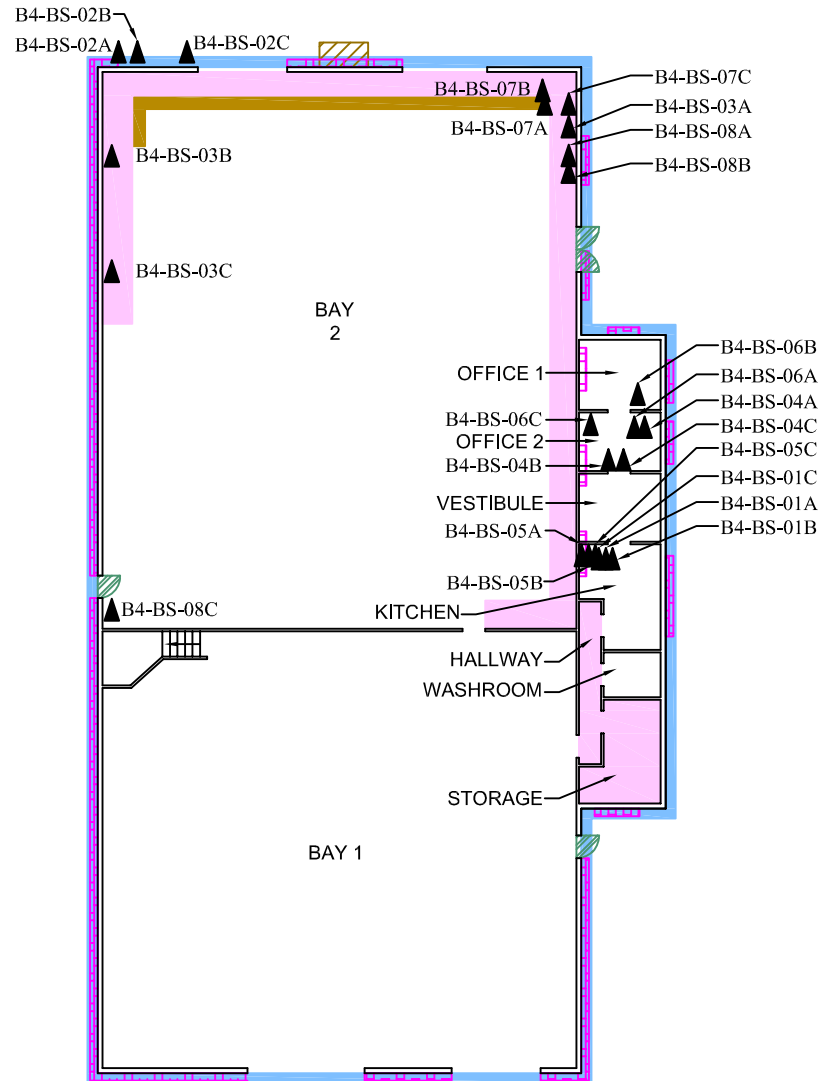 B4-BS-02B
B4-BS-02A
B4-BS-02C
B4-BS-07B
B4-BS-07C
B4-BS-03A
B4-BS-07A
B4-BS-08A
B4-BS-03B
B4-BS-08B
B4-BS-03C
BAY
2
B4-BS-06B
OFFICE 1
B4-BS-06A
B4-BS-04A
B4-BS-06C
B4-BS-04C
OFFICE 2
B4-BS-05C
B4-BS-04B
B4-BS-01C
VESTIBULE
B4-BS-01A
B4-BS-05A
B4-BS-01B
B4-BS-05B
B4-BS-08C
KITCHEN
HALLWAY
WASHROOM
STORAGE
BAY 1